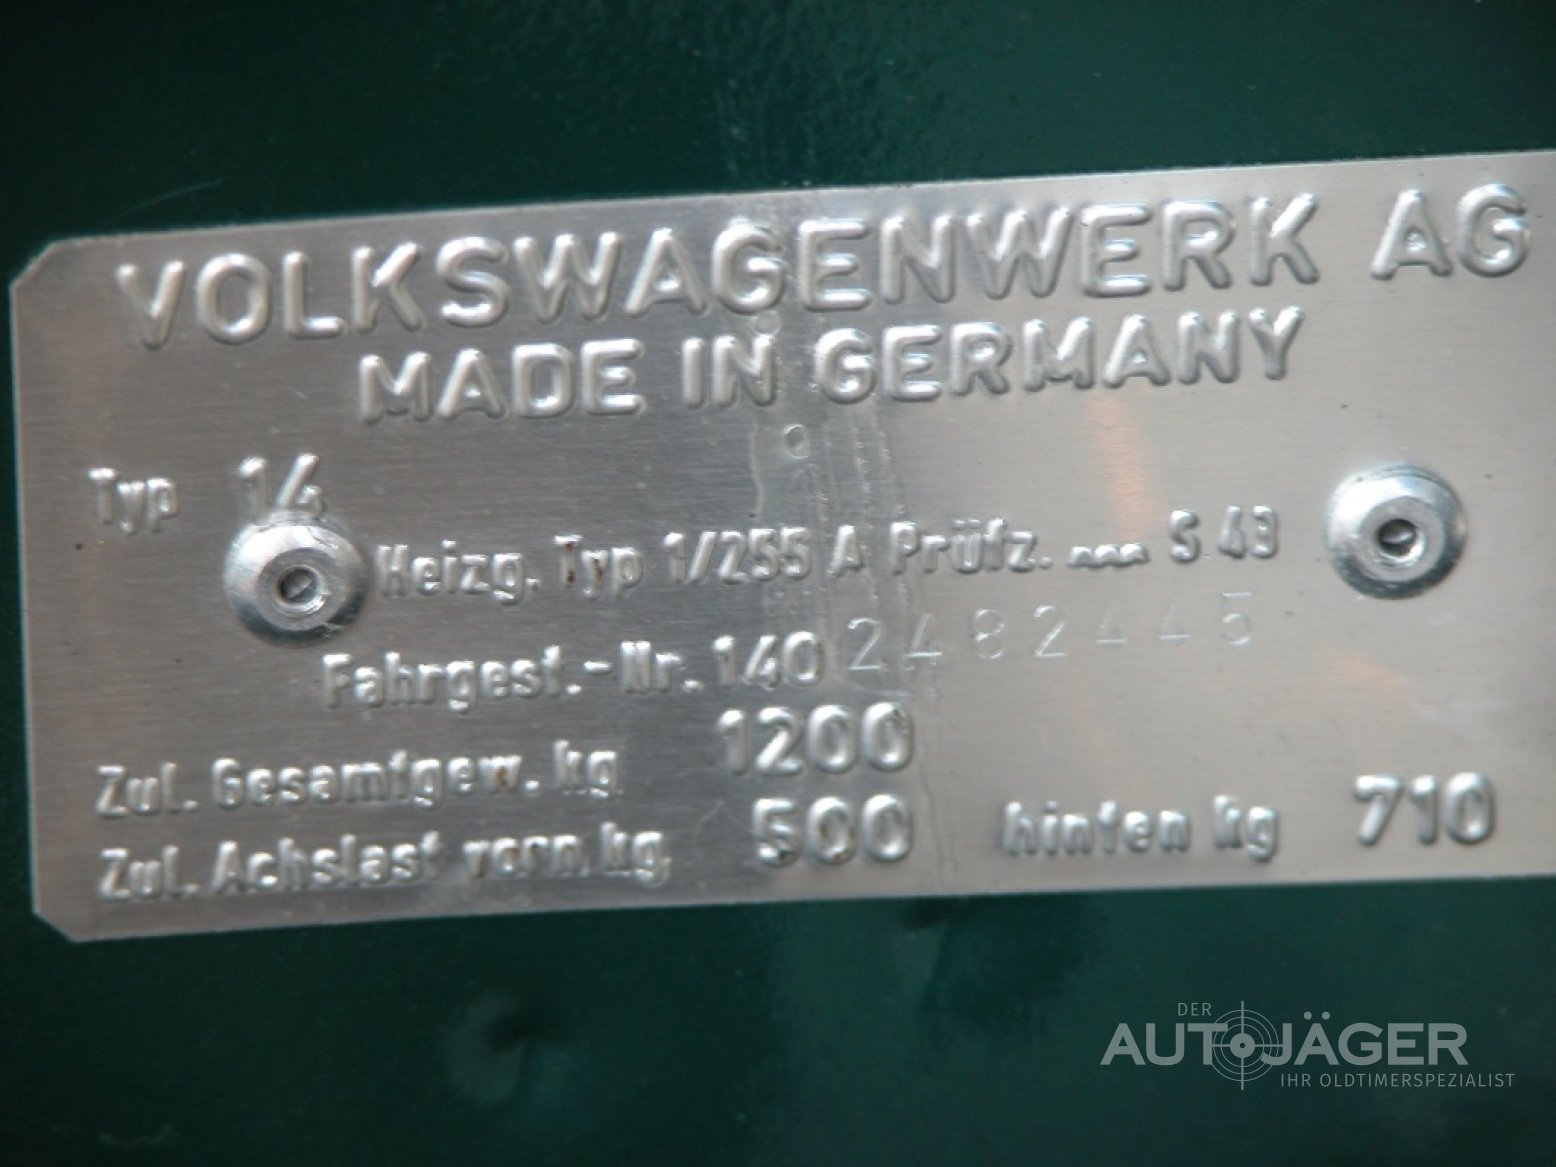 VOLKSWAGENWERK AG
MADE IN GERMANY
Typ 14
Heizg. Typ 1/255 A Prüfz. ~~~ S 43
Fahrgest.-Nr. 140 2482445
Zul. Gesamtgew. kg 1200
Zul. Achslast vorn kg 500 hinten kg 710
DER
AUTOJÄGER
IHR OLDTIMERSPEZIALIST